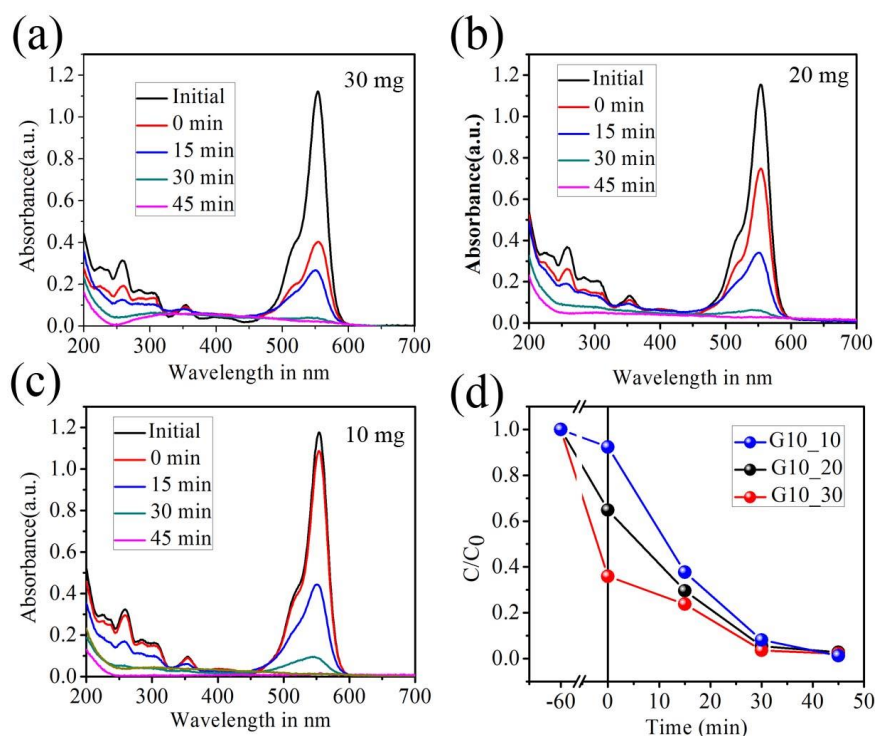 (a)
30 mg
Initial
0 min
15 min
30 min
45 min
Absorbance(a.u.)
1.2
1.0
0.8
0.6
0.4
0.2
0.0
200 300 400 500 600 700
Wavelength in nm
(b)
20 mg
Initial
0 min
15 min
30 min
45 min
Absorbance(a.u.)
1.2
1.0
0.8
0.6
0.4
0.2
0.0
200 300 400 500 600 700
Wavelength in nm
(c)
10 mg
Initial
0 min
15 min
30 min
45 min
Absorbance(a.u.)
1.2
1.0
0.8
0.6
0.4
0.2
0.0
200 300 400 500 600 700
Wavelength in nm
(d)
G10_10
G10_20
G10_30
C/C0
1.0
0.8
0.6
0.4
0.2
0.0
-60 0 10 20 30 40 50
Time (min)